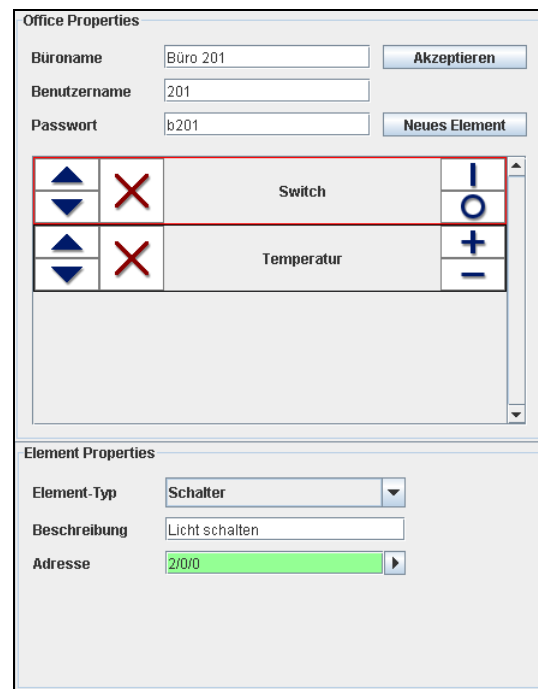 Office Properties
Büroname Büro 201 Akzeptieren
Benutzername 201
Passwort b201 Neues Element
Switch
Temperatur
Element Properties
Element-Typ Schalter
Beschreibung Licht schalten
Adresse 2/0/0